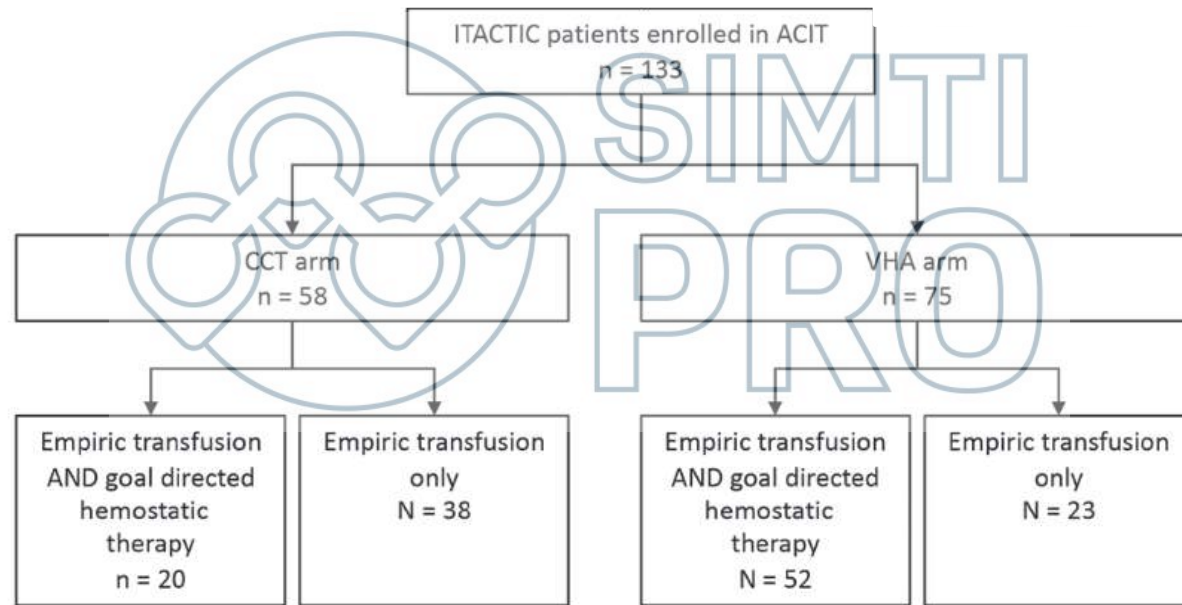 ITACTIC patients enrolled in ACIT
n = 133
SIMTI
PRO
CCT arm
n = 58
VHA arm
n = 75
Empiric transfusion
AND goal directed
hemostatic
therapy
n = 20
Empiric transfusion
only
N = 38
Empiric transfusion
AND goal directed
hemostatic
therapy
N = 52
Empiric transfusion
only
N = 23